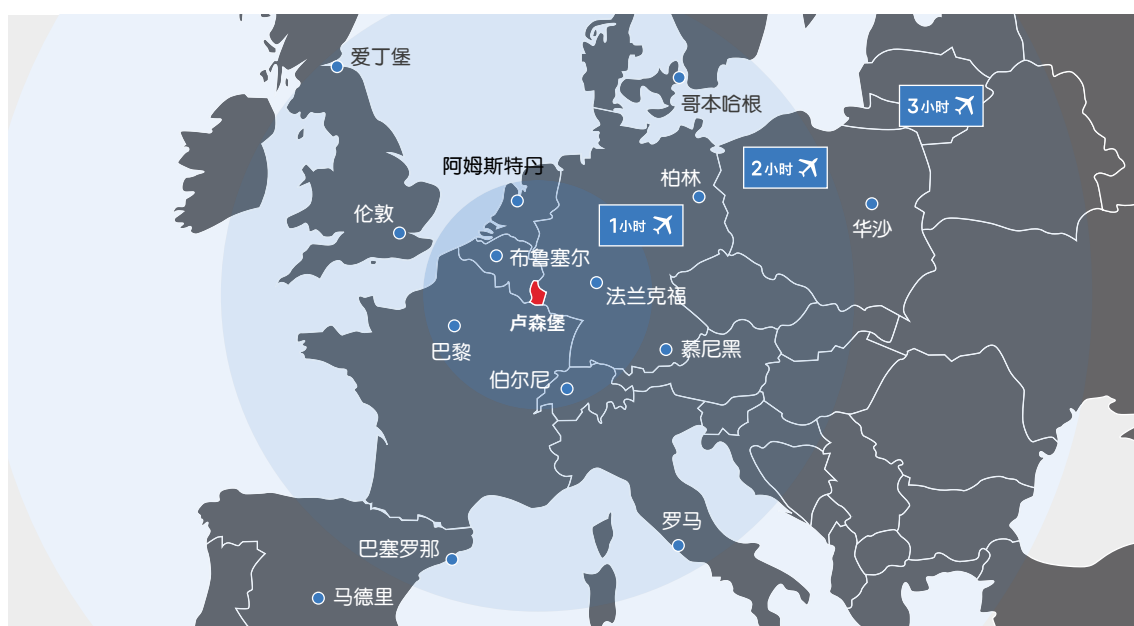 爱丁堡
哥本哈根
3小时
阿姆斯特丹
2小时
柏林
伦敦
1小时
华沙
布鲁塞尔
法兰克福
卢森堡
巴黎
慕尼黑
伯尔尼
罗马
巴塞罗那
马德里